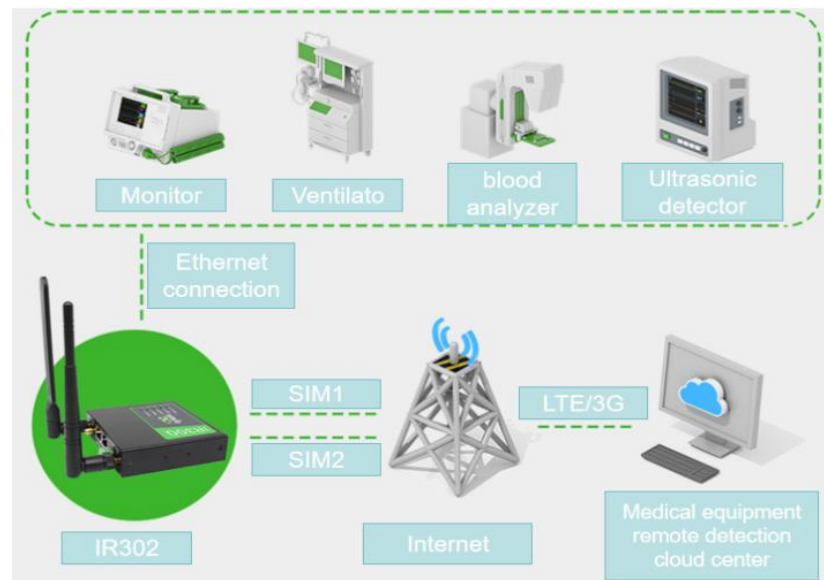 Monitor
Ventilato
blood
analyzer
Ultrasonic
detector
Ethernet
connection
SIM1
SIM2
LTE/3G
IR302
Internet
Medical equipment
remote detection
cloud center